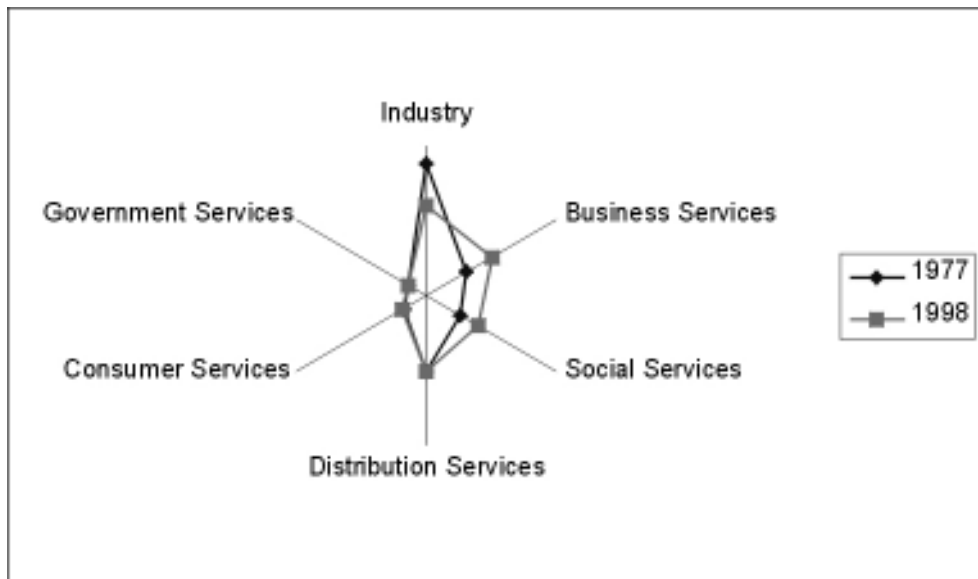 Industry
Government Services
Business Services
1977
1998
Consumer Services
Social Services
Distribution Services